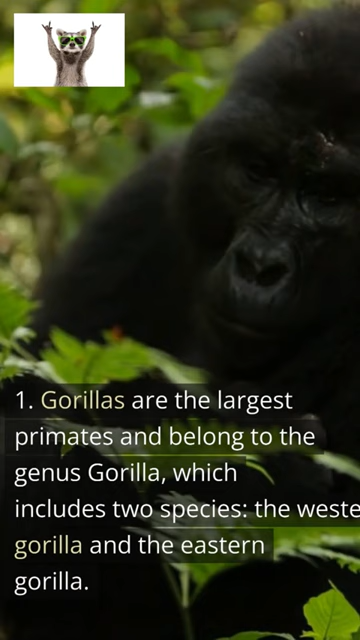 1. Gorillas are the largest
primates and belong to the
genus Gorilla, which
includes two species: the weste
gorilla and the eastern
gorilla.